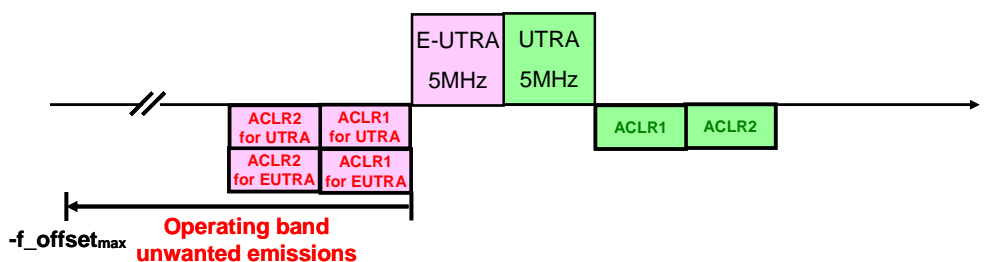 E-UTRA
5MHz
UTRA
5MHz
ACLR2
for UTRA
ACLR1
for UTRA
ACLR1
ACLR2
ACLR2
for EUTRA
ACLR1
for EUTRA
-f_offsetmax
Operating band
unwanted emissions